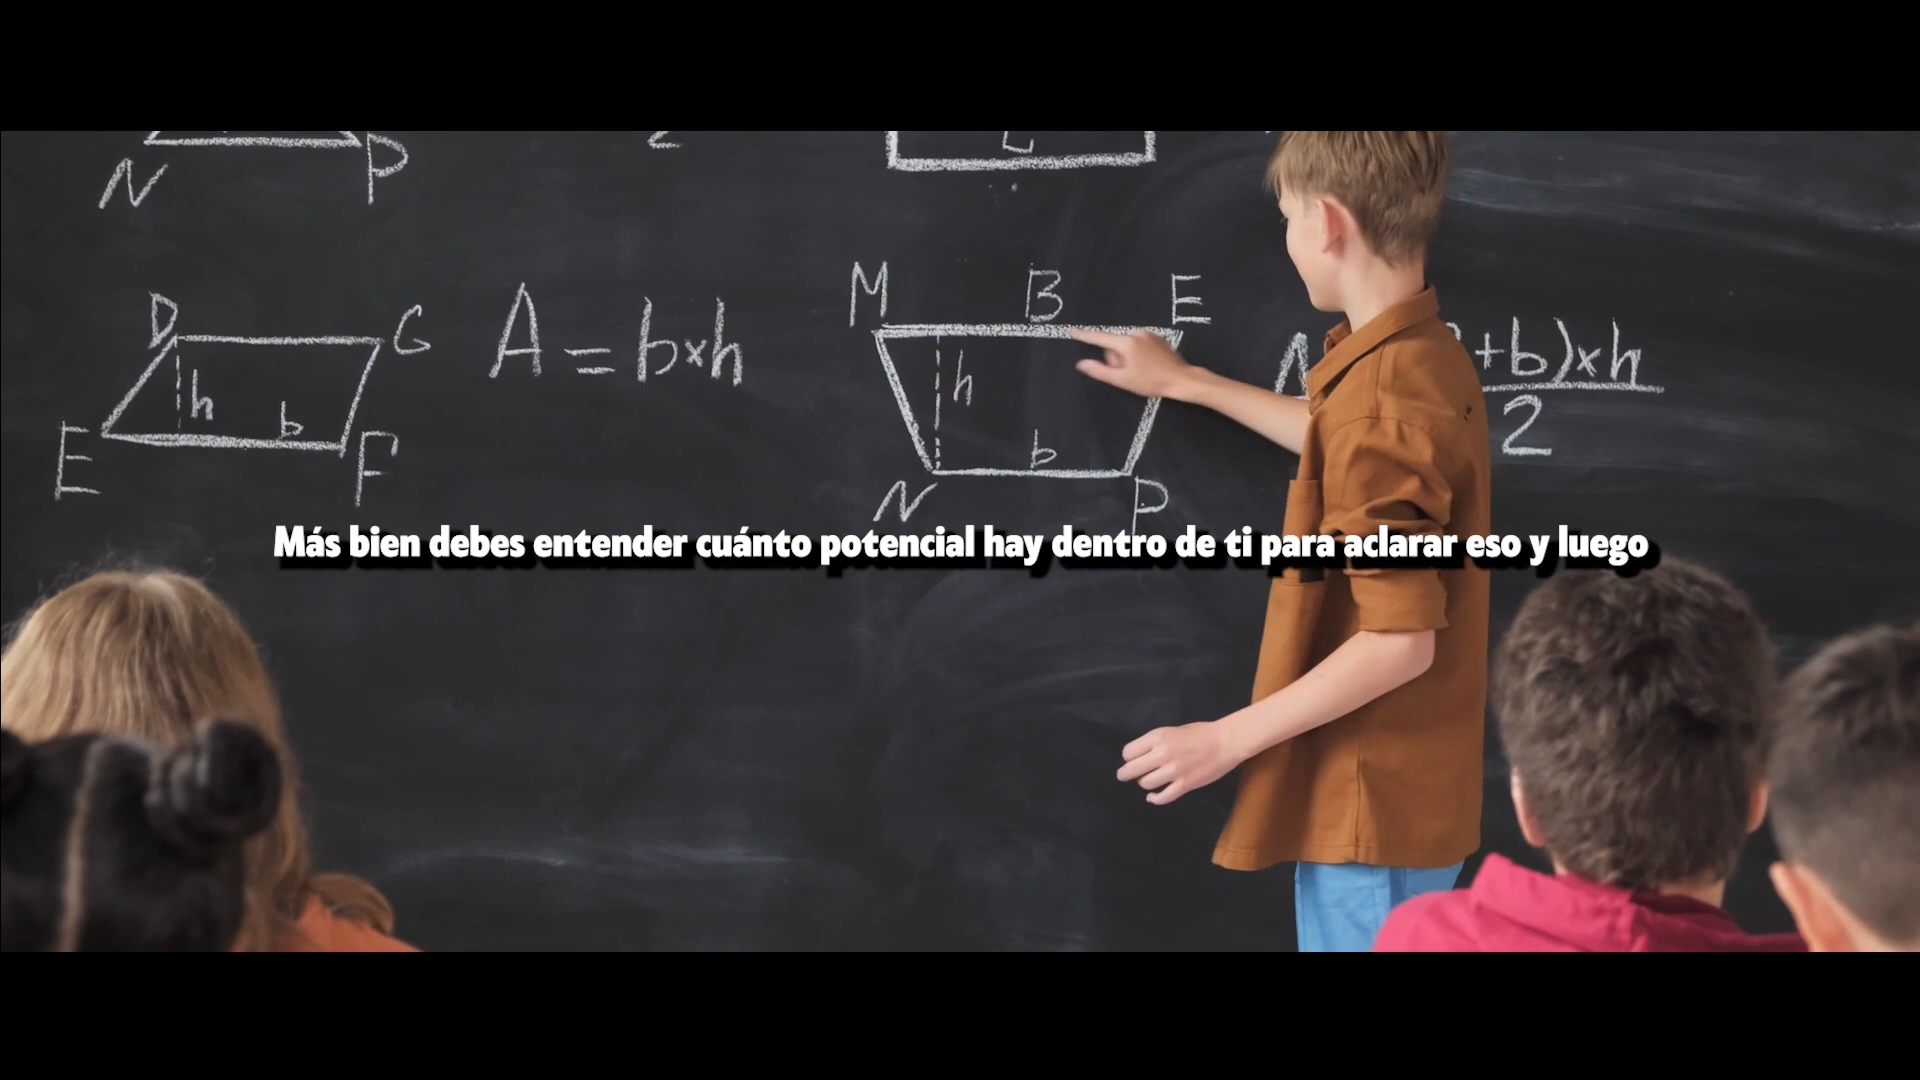 N P
D G A = b×h M B E +b)×h
h b h 2
E F b
N P
Más bien debes entender cuánto potencial hay dentro de ti para aclarar eso y luego